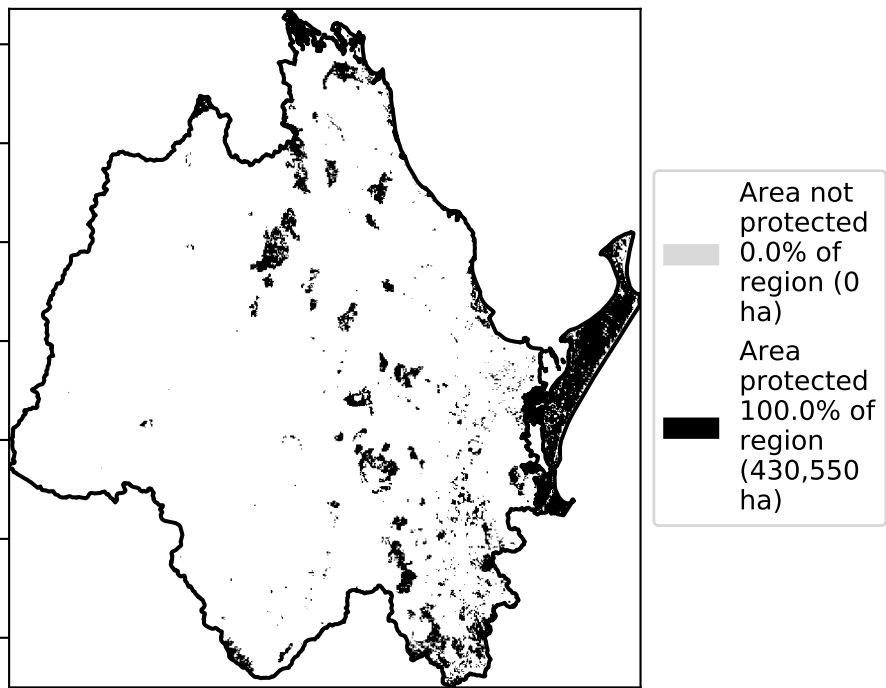 Area not
protected
0.0% of
region (0
ha)
Area
protected
100.0% of
region
(430,550
ha)